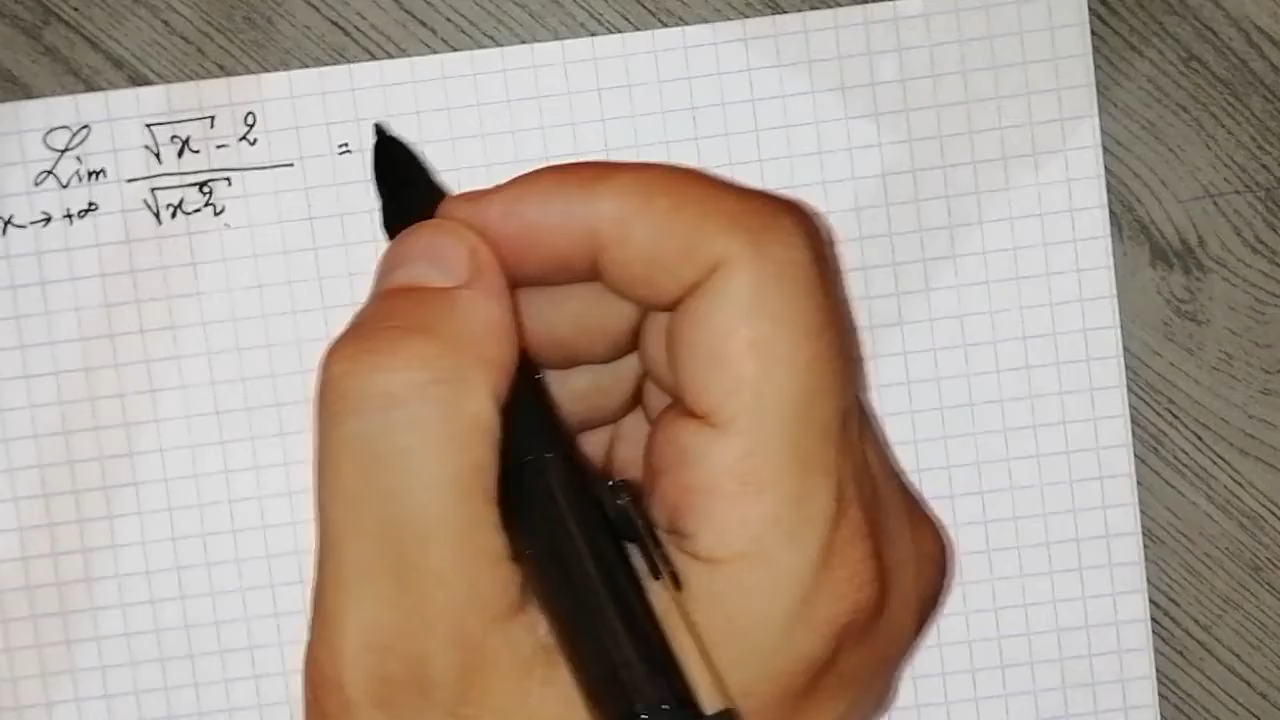 Lim √x - 2 / √x-2 =
x → +∞